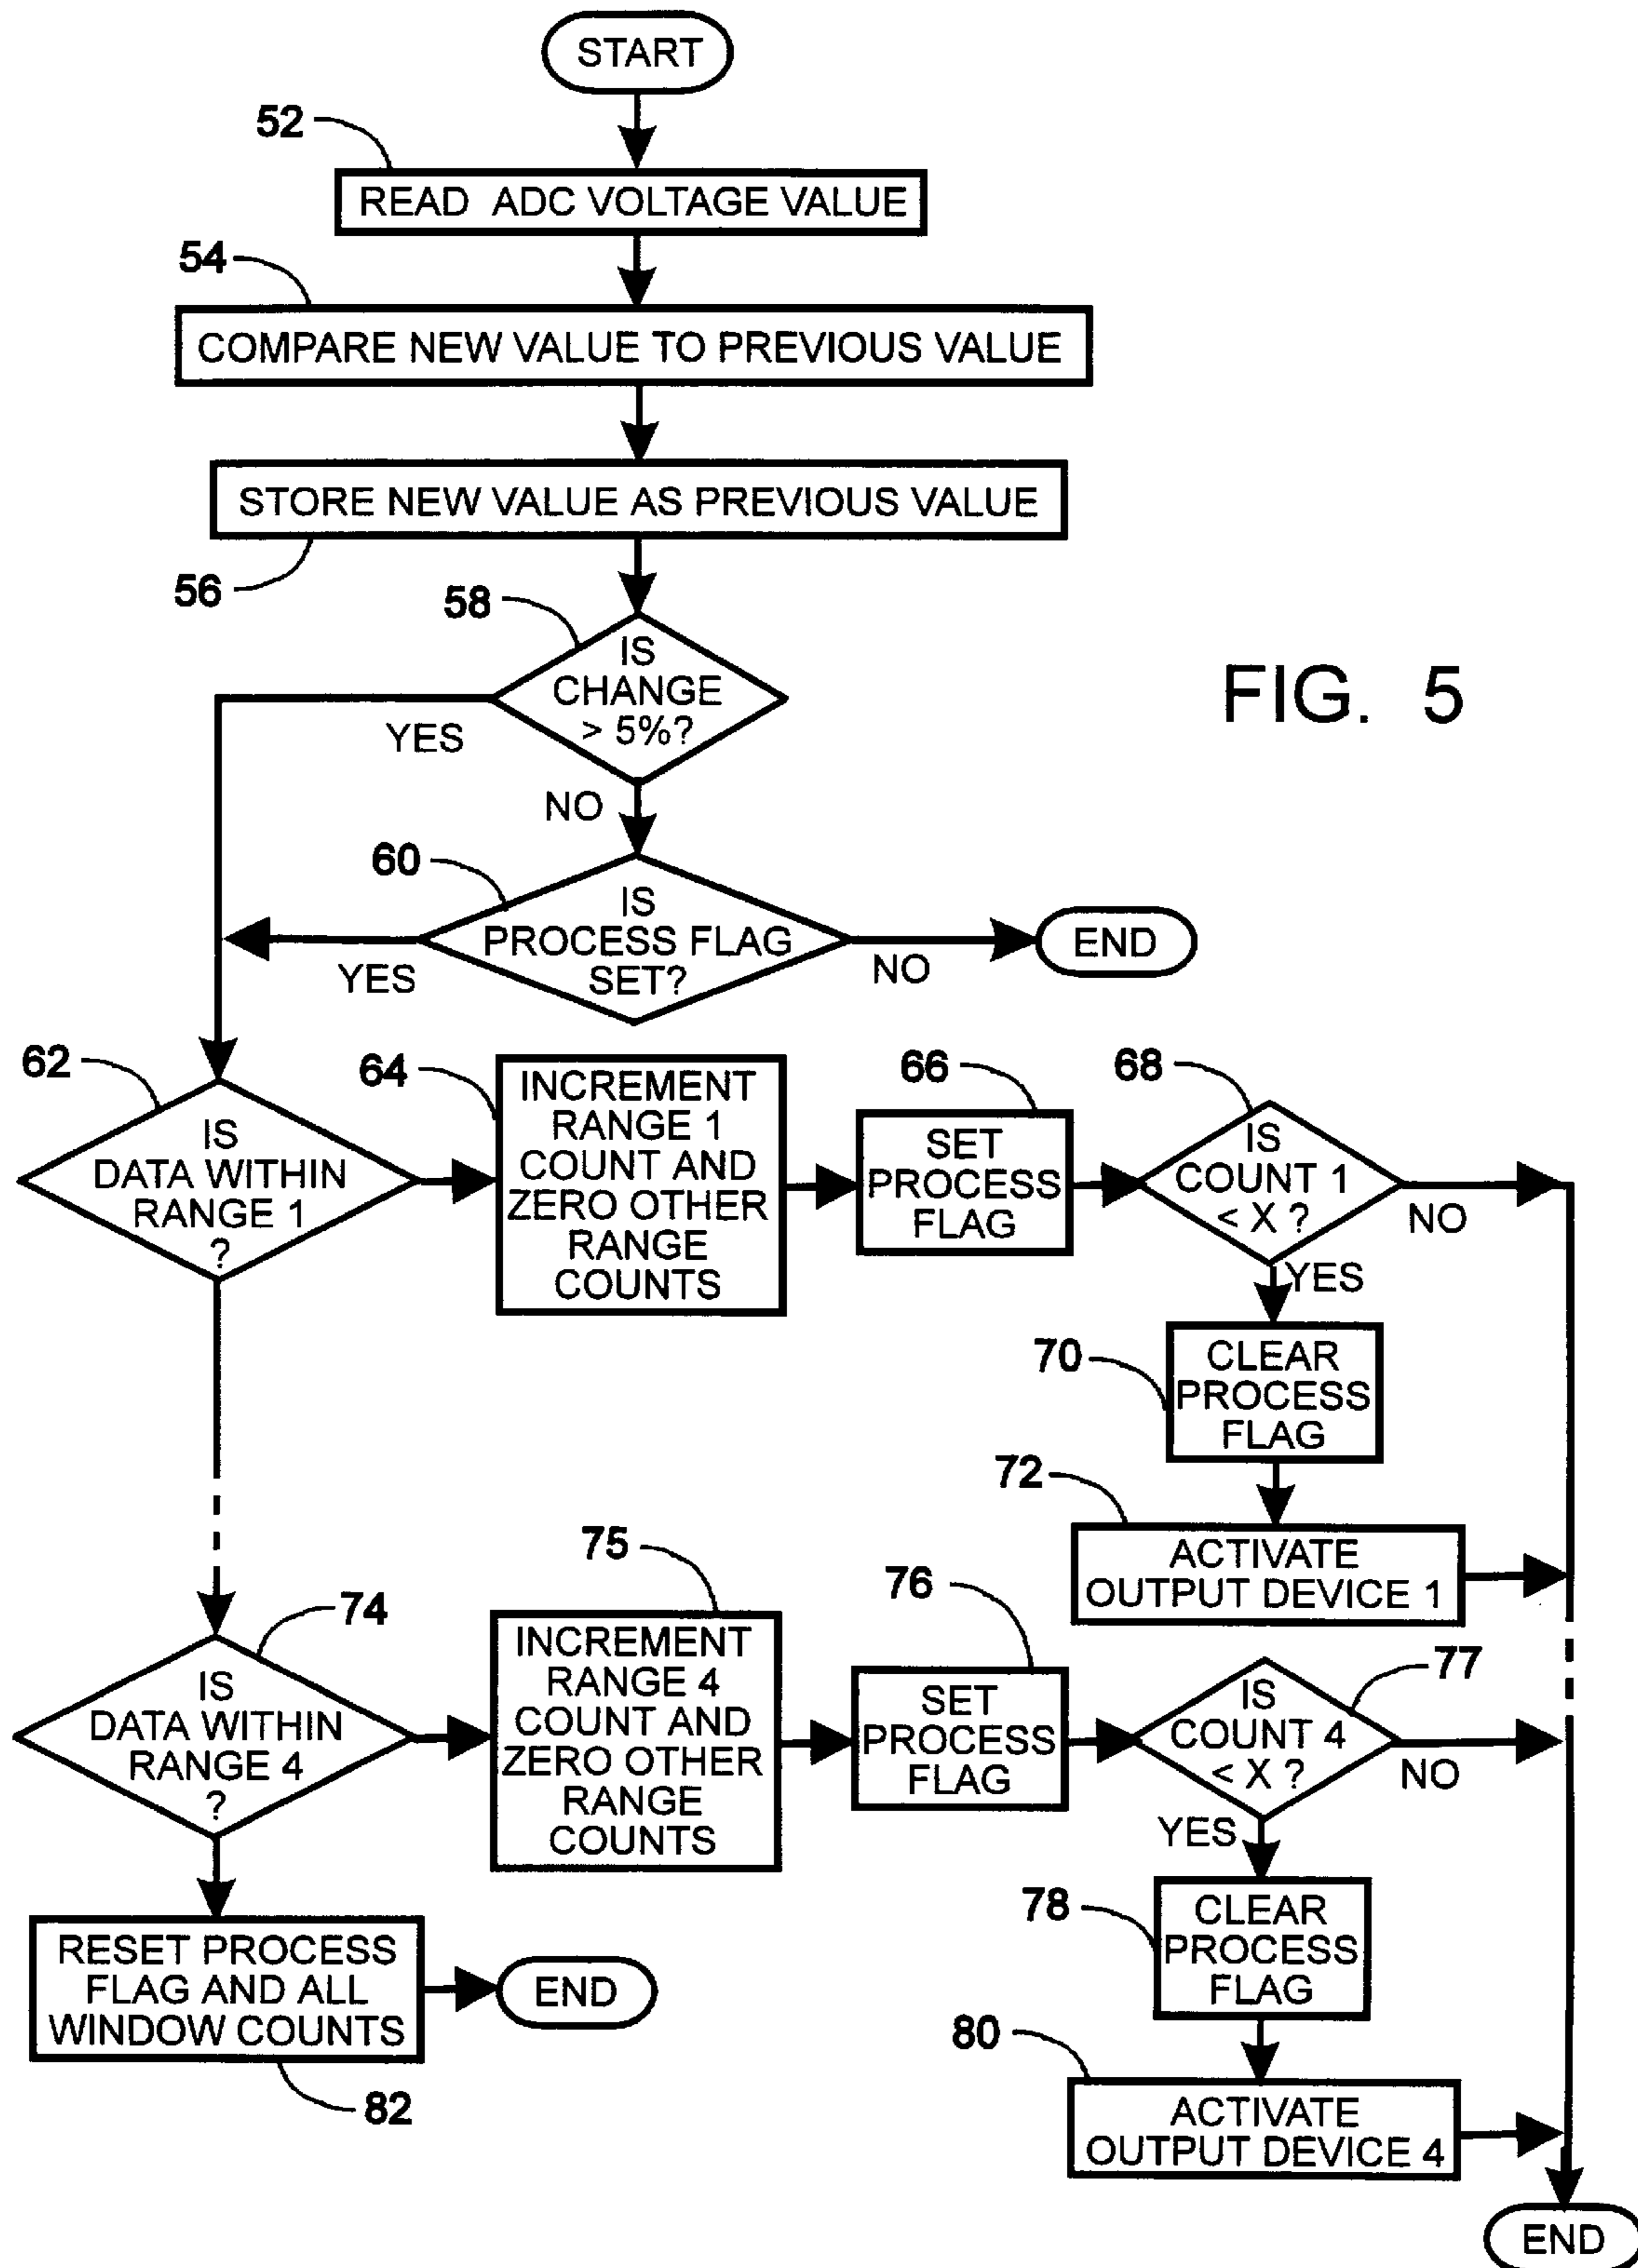 START
52
READ ADC VOLTAGE VALUE
54
COMPARE NEW VALUE TO PREVIOUS VALUE
STORE NEW VALUE AS PREVIOUS VALUE
56
58
IS
CHANGE
> 5%?
YES
NO
FIG. 5
60
IS
PROCESS FLAG
SET?
YES
NO
END
62
IS
DATA WITHIN
RANGE 1
?
64
INCREMENT
RANGE 1
COUNT AND
ZERO OTHER
RANGE
COUNTS
66
SET
PROCESS
FLAG
68
IS
COUNT 1
< X ?
NO
YES
70
CLEAR
PROCESS
FLAG
72
ACTIVATE
OUTPUT DEVICE 1
74
IS
DATA WITHIN
RANGE 4
?
75
INCREMENT
RANGE 4
COUNT AND
ZERO OTHER
RANGE
COUNTS
76
SET
PROCESS
FLAG
77
IS
COUNT 4
< X ?
NO
YES
78
CLEAR
PROCESS
FLAG
80
ACTIVATE
OUTPUT DEVICE 4
RESET PROCESS
FLAG AND ALL
WINDOW COUNTS
82
END
END